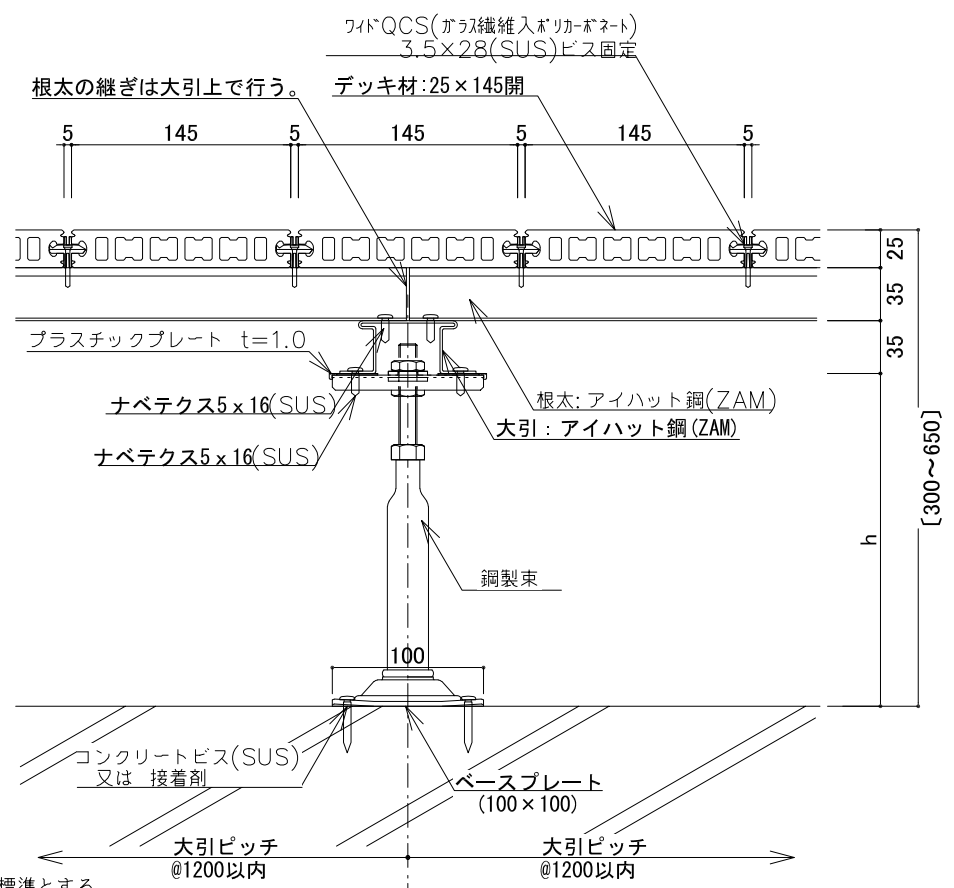 ワイドQCS(ガラス繊維入ポリカーボネート)
3.5×28(SUS)ビス固定
根太の継ぎは大引上で行う。
デッキ材:25×145開
5
145
5
145
5
145
5
25
35
35
プラスチックプレート t=1.0
ナベテクス5x16(SUS)
根太:アイハット鋼(ZAM)
大引:アイハット鋼(ZAM)
ナベテクス5x16(SUS)
[300~650]
h
鋼製束
100
コンクリートビス(SUS)
又は 接着剤
ベースプレート
(100×100)
大引ピッチ
@1200以内
大引ピッチ
@1200以内
標準とする